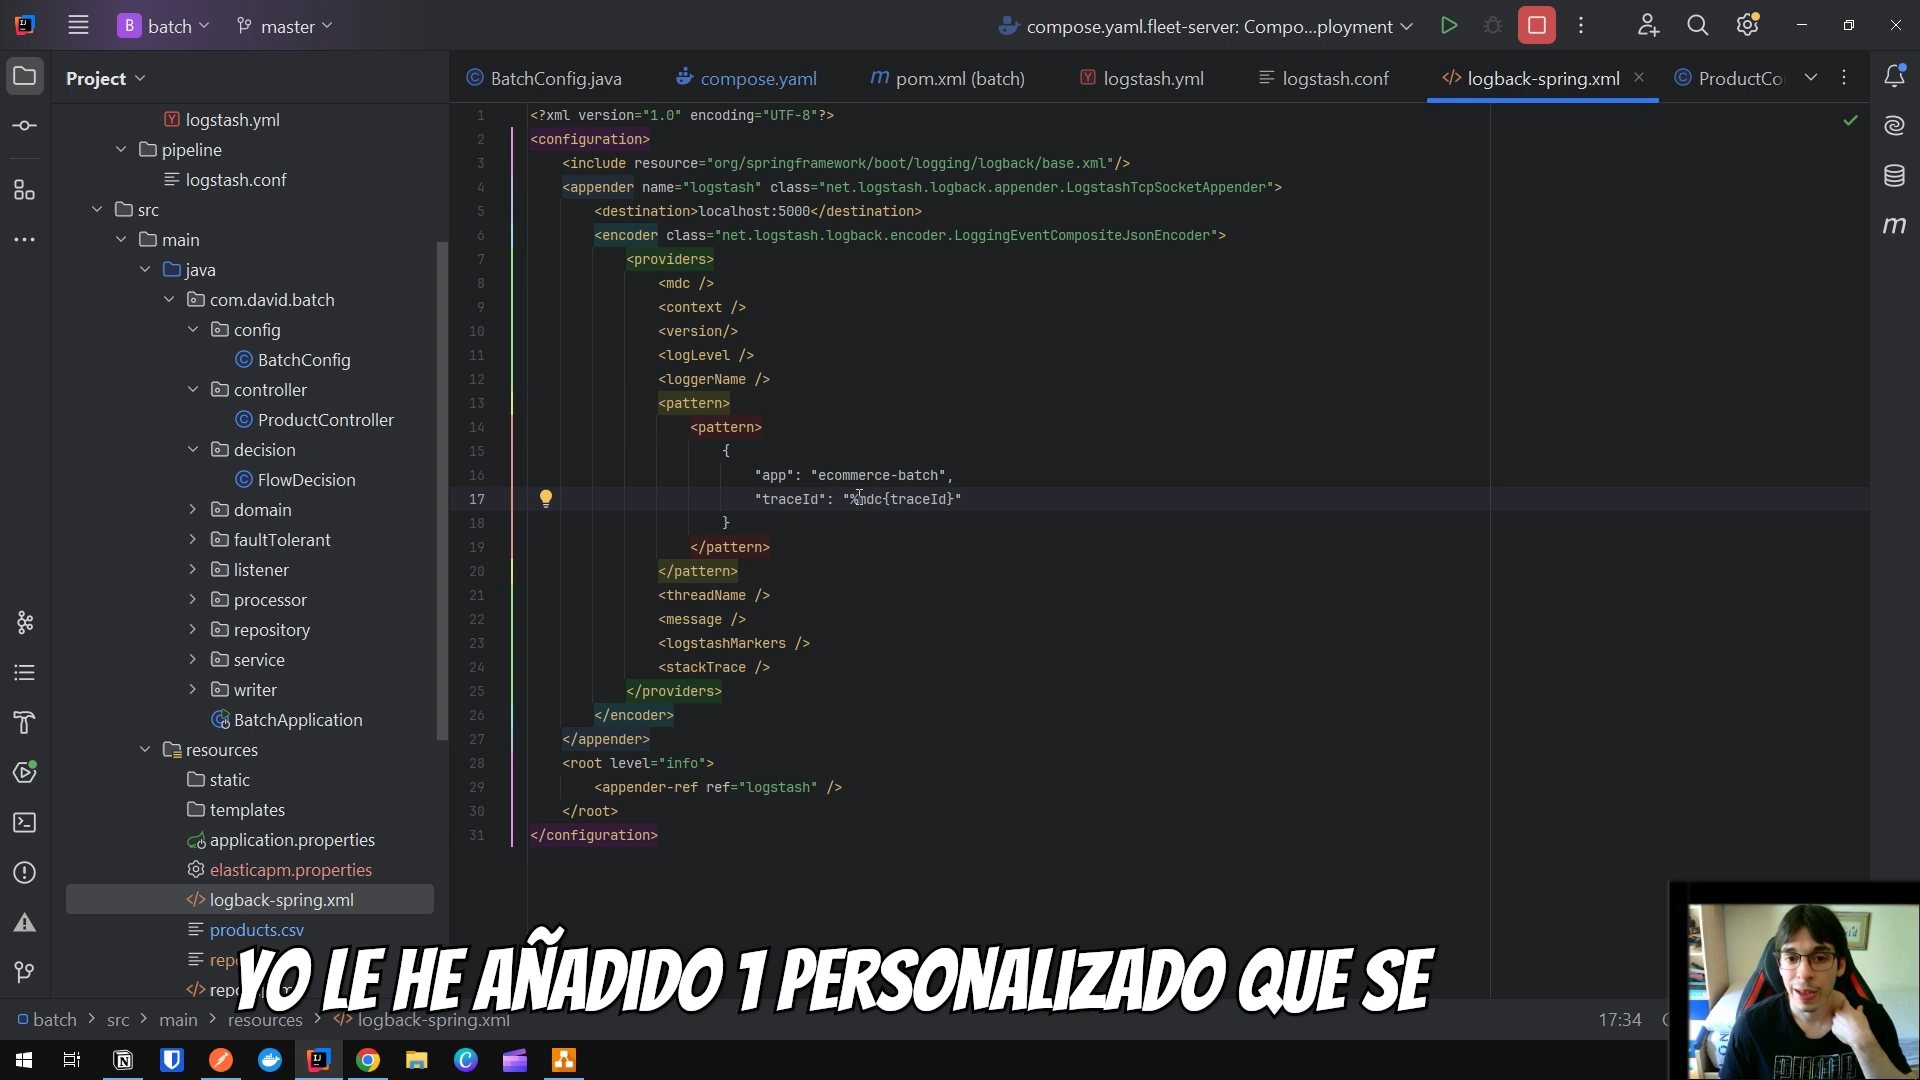 B batch master compose.yaml.fleet-server: Compo...ployment
Project
BatchConfig.java compose.yaml pom.xml (batch) logstash.yml logstash.conf logback-spring.xml ProductCo
logstash.yml
pipeline
logstash.conf
src
main
java
com.david.batch
config
BatchConfig
controller
ProductController
decision
FlowDecision
domain
faultTolerant
listener
processor
repository
service
writer
BatchApplication
resources
static
templates
application.properties
elasticapm.properties
logback-spring.xml
products.csv
1 <?xml version="1.0" encoding="UTF-8"?>
2 <configuration>
3 <include resource="org/springframework/boot/logging/logback/base.xml"/>
4 <appender name="logstash" class="net.logstash.logback.appender.LogstashTcpSocketAppender">
5 <destination>localhost:5000</destination>
6 <encoder class="net.logstash.logback.encoder.LoggingEventCompositeJsonEncoder">
7 <providers>
8 <mdc />
9 <context />
10 <version/>
11 <logLevel />
12 <loggerName />
13 <pattern>
14 <pattern>
15 {
16 "app": "ecommerce-batch",
17 "traceId": "%mdc{traceId}"
18 }
19 </pattern>
20 </pattern>
21 <threadName />
22 <message />
23 <logstashMarkers />
24 <stackTrace />
25 </providers>
26 </encoder>
27 </appender>
28 <root level="info">
29 <appender-ref ref="logstash" />
30 </root>
31 </configuration>
YO LE HE AÑADIDO 1 PERSONALIZADO QUE SE
batch > src > main > resources > logback-spring.xml 17:34